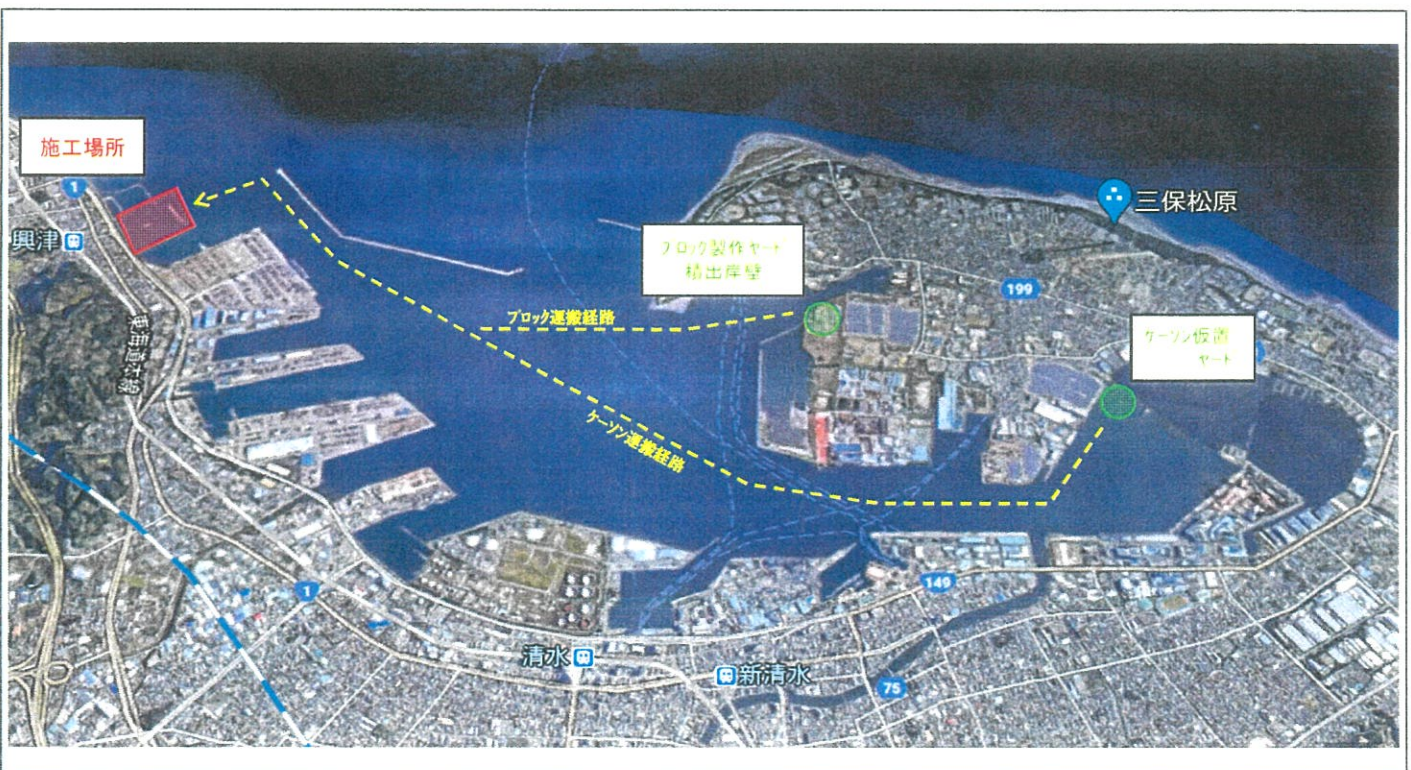 施工場所
1
興津
東海道本線
ブロック製作ヤード
積出岸壁
三保松原
199
ブロック運搬経路
ケーソン仮置
ヤード
ケーソン運搬経路
1
149
清水
新清水
75